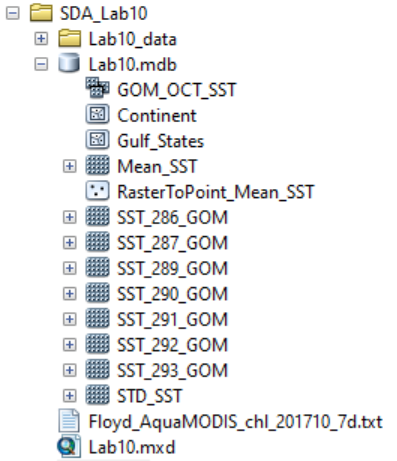 SDA_Lab10
Lab10_data
Lab10.mdb
GOM_OCT_SST
Continent
Gulf_States
Mean_SST
RasterToPoint_Mean_SST
SST_286_GOM
SST_287_GOM
SST_289_GOM
SST_290_GOM
SST_291_GOM
SST_292_GOM
SST_293_GOM
STD_SST
Floyd_AquaMODIS_chl_201710_7d.txt
Lab10.mxd